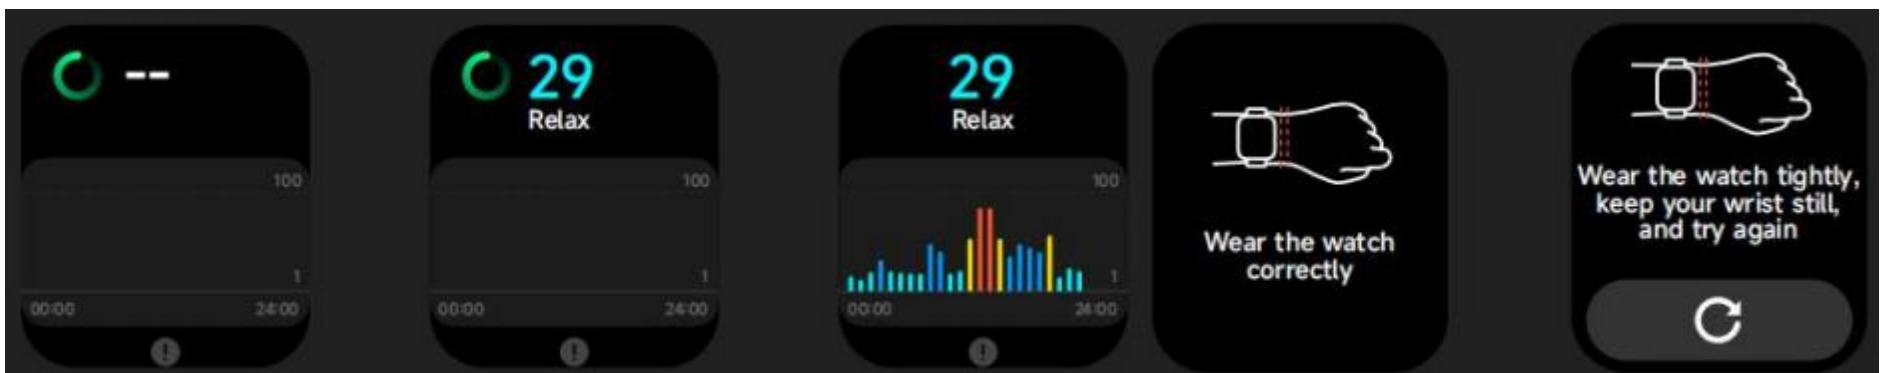 --
100
1
00:00
24:00
29
Relax
100
1
00:00
24:00
29
Relax
100
1
00:00
24:00
Wear the watch
correctly
Wear the watch tightly,
keep your wrist still,
and try again